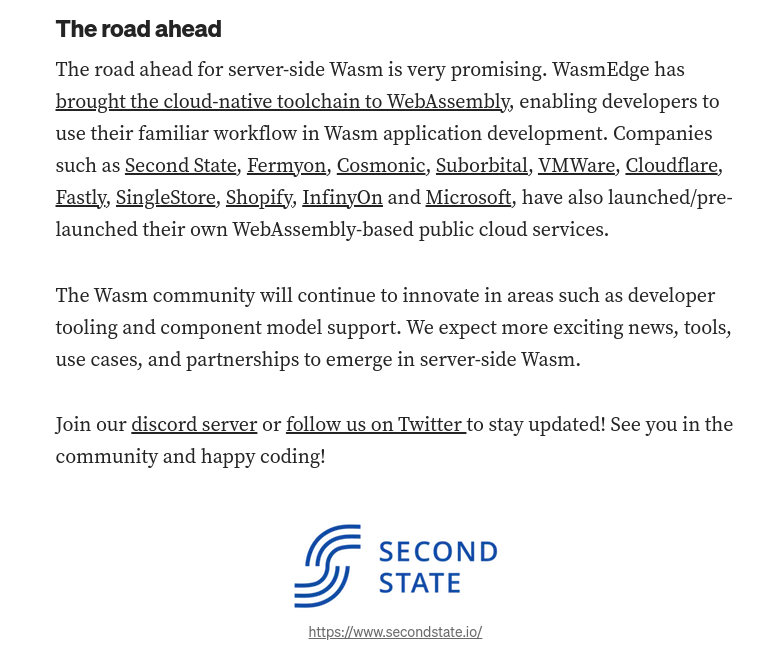 The road ahead
The road ahead for server-side Wasm is very promising. WasmEdge has
brought the cloud-native toolchain to WebAssembly, enabling developers to
use their familiar workflow in Wasm application development. Companies
such as Second State, Fermyon, Cosmonic, Suborbital, VMWare, Cloudflare,
Fastly, SingleStore, Shopify, InfinyOn and Microsoft, have also launched/pre-
launched their own WebAssembly-based public cloud services.
The Wasm community will continue to innovate in areas such as developer
tooling and component model support. We expect more exciting news, tools,
use cases, and partnerships to emerge in server-side Wasm.
Join our discord server or follow us on Twitter to stay updated! See you in the
community and happy coding!
SECOND
STATE
https://www.secondstate.io/